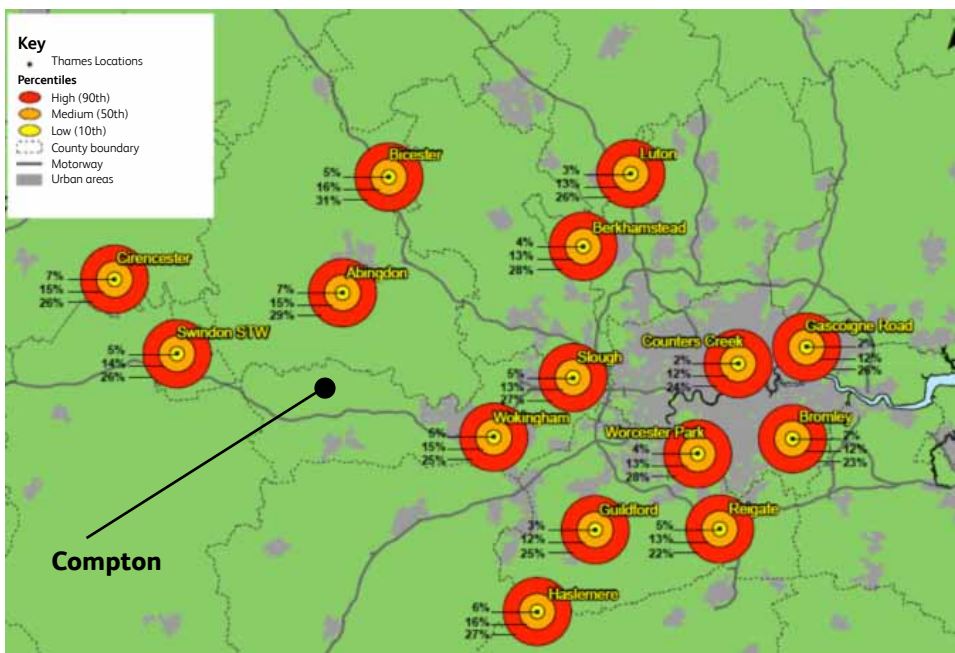 Key
Thames Locations
Percentiles
High (90th)
Medium (50th)
Low (10th)
County boundary
Motorway
Urban areas
Bicester
5%
16%
31%
Luton
3%
13%
26%
Berkhamstead
4%
13%
28%
Cirencester
7%
15%
26%
Abingdon
7%
15%
29%
Swindon STW
5%
14%
26%
Slough
5%
13%
27%
Counters Creek
2%
12%
24%
Gascoigne Road
2%
12%
26%
Wokingham
15%
25%
Worcester Park
4%
13%
28%
Bromley
2%
12%
23%
Guildford
3%
12%
25%
Reigate
5%
13%
22%
Haslemere
6%
16%
27%
Compton